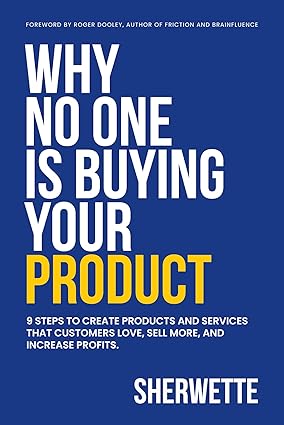 FOREWORD BY ROGER DOOLEY, AUTHOR OF FRICTION AND BRAINFLUENCE
WHY
NO ONE
IS BUYING
YOUR
PRODUCT
9 STEPS TO CREATE PRODUCTS AND SERVICES
THAT CUSTOMERS LOVE, SELL MORE, AND
INCREASE PROFITS.
SHERWETTE